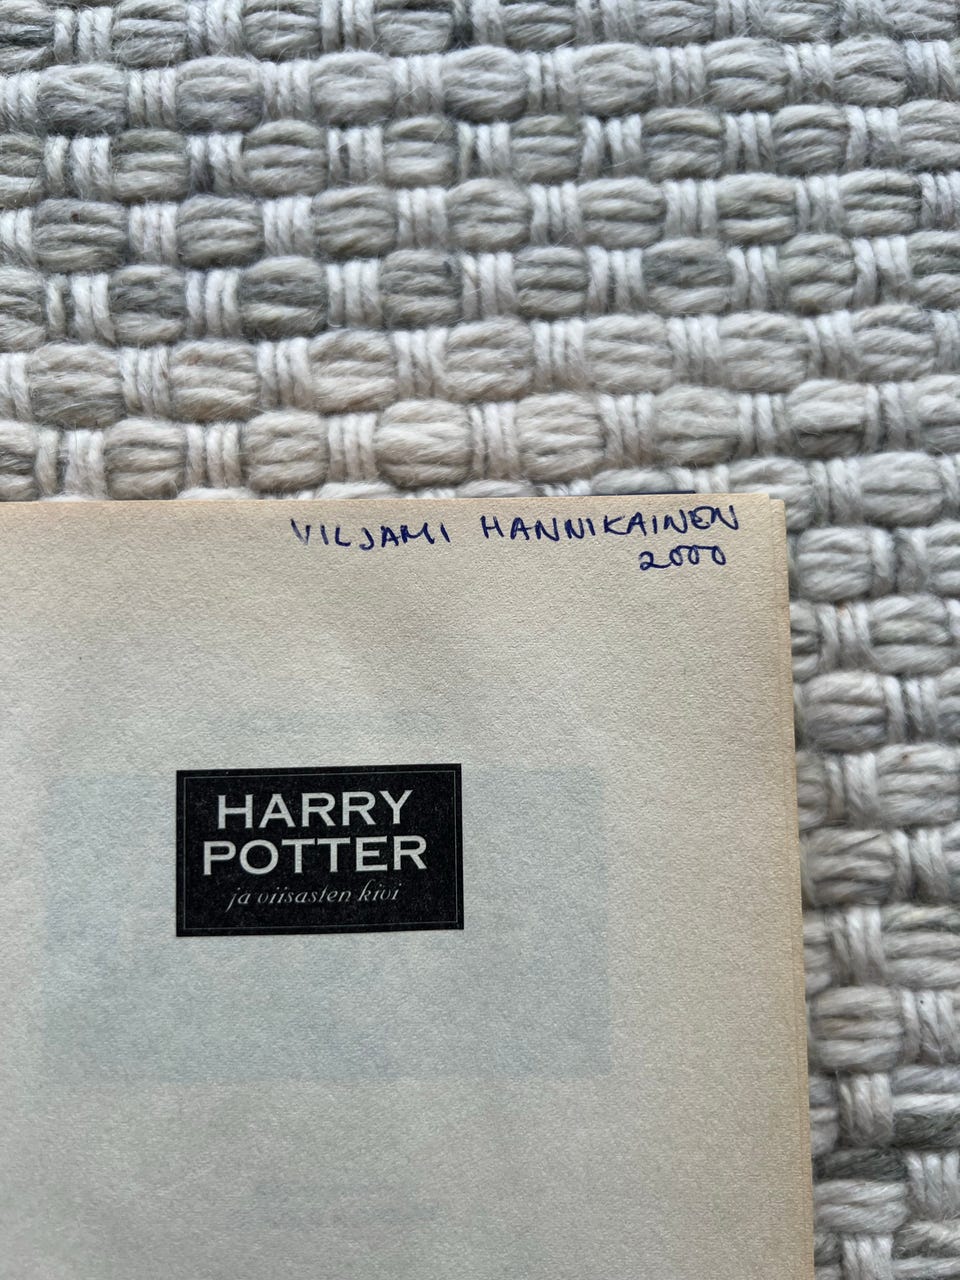 VILJAMI HANNIKAINEN
2000
HARRY
POTTER
ja viisasten kivi